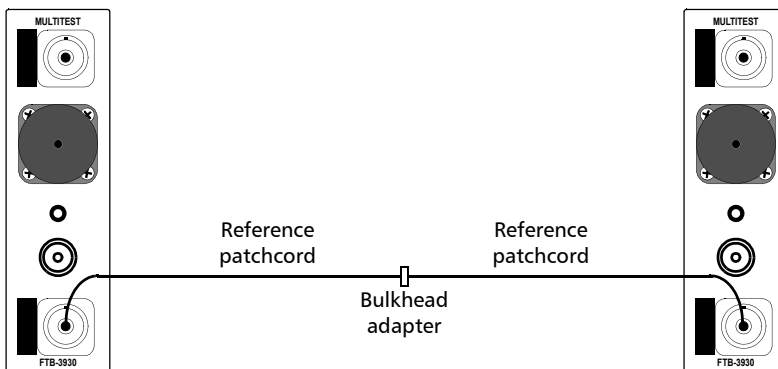 MULTITEST
MULTITEST
Reference
patchcord
Reference
patchcord
Bulkhead
adapter
FTB-3930
FTB-3930